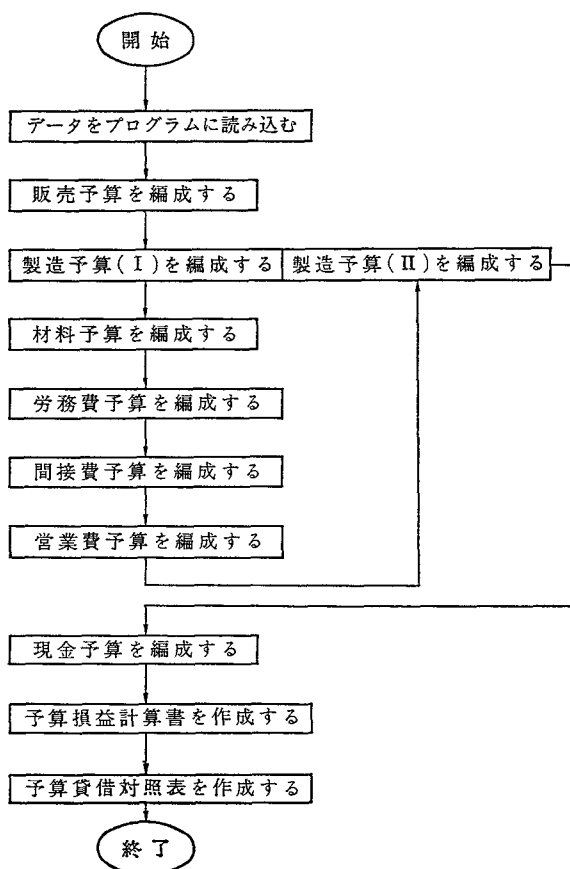 開始
データをプログラムに読み込む
販売予算を編成する
製造予算(Ⅰ)を編成する
製造予算(Ⅱ)を編成する
材料予算を編成する
労務費予算を編成する
間接費予算を編成する
営業費予算を編成する
現金予算を編成する
予算損益計算書を作成する
予算貸借対照表を作成する
終了